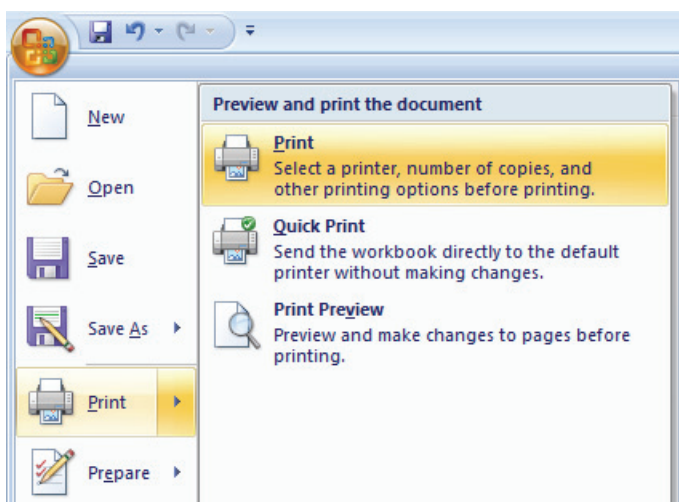 New
Open
Save
Save As
Print
Prepare
Preview and print the document
Print
Select a printer, number of copies, and
other printing options before printing.
Quick Print
Send the workbook directly to the default
printer without making changes.
Print Preview
Preview and make changes to pages before
printing.